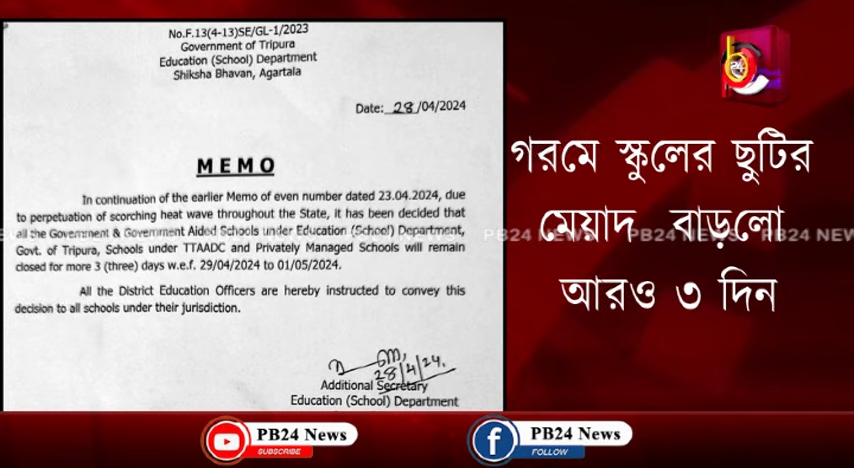 No.F.13(4-13)SE/GL-1/2023
Government of Tripura
Education (School) Department
Shiksha Bhavan, Agartala
Date: 28/04/2024
MEMO
In continuation of the earlier Memo of even number dated 23.04.2024, due
to perpetuation of scorching heat wave throughout the State, it has been decided that
all the Government & Government Aided Schools under Education (School) Department,
Govt. of Tripura, Schools under TTAADC and Privately Managed Schools will remain
closed for more 3 (three) days w.e.f. 29/04/2024 to 01/05/2024.
All the District Education Officers are hereby instructed to convey this
decision to all schools under their jurisdiction.
28/4/24.
Additional Secretary
Education (School) Department
24
গরমে স্কুলের ছুটির
মেয়াদ বাড়লো
আরও ৩ দিন
PB24 NEWS PB24 NEWS
PB24 News
SUBSCRIBE
PB24 News
FOLLOW